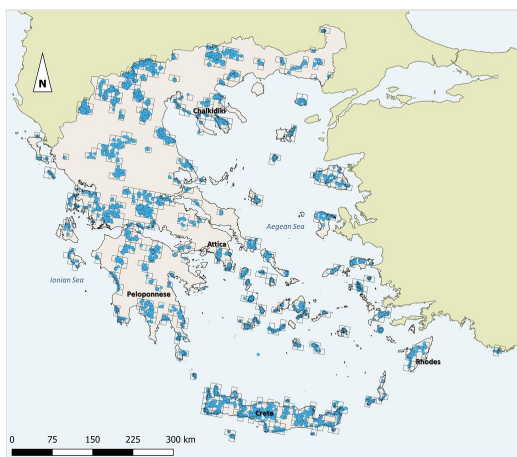 N
Chalkidiki
Aegean Sea
Attica
Ionian Sea
Peloponnese
Rhodes
Crete
0 75 150 225 300 km